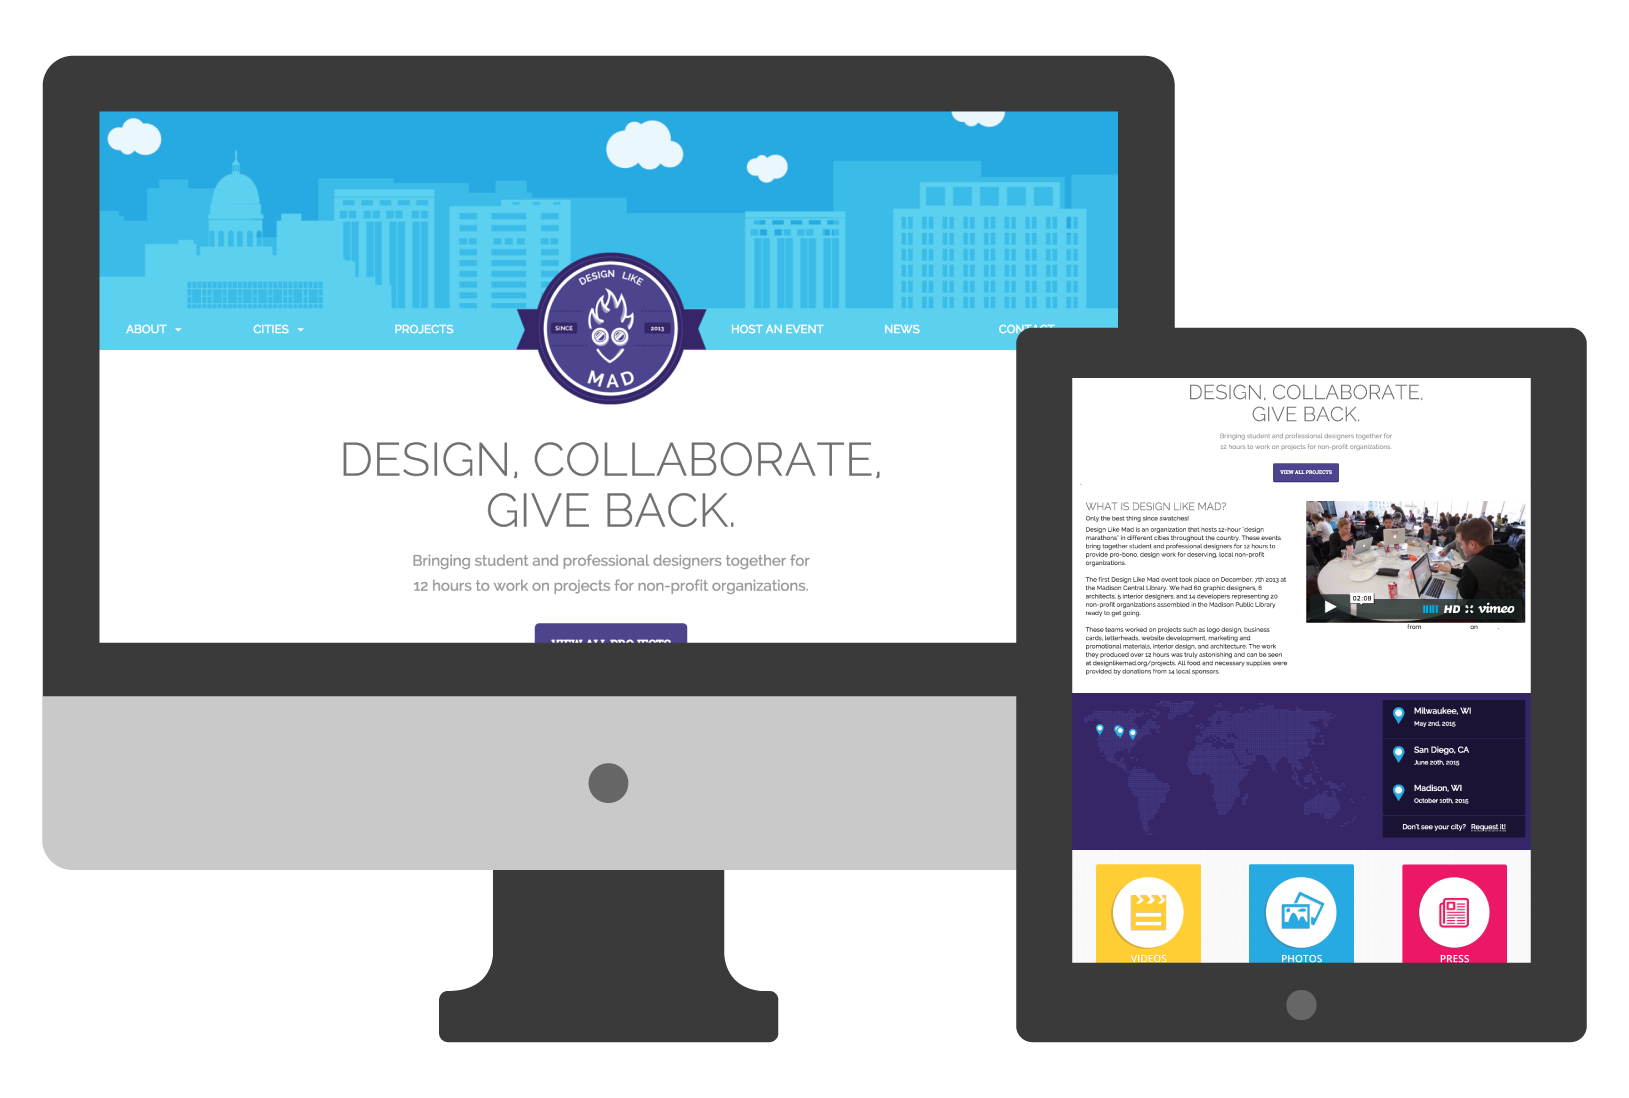 DESIGN LIKE
SINCE
2013
MAD
ABOUT
CITIES
PROJECTS
HOST AN EVENT
NEWS
CONTACT
DESIGN, COLLABORATE,
GIVE BACK.
Bringing student and professional designers together for
12 hours to work on projects for non-profit organizations.
VIEW ALL PROJECTS
DESIGN, COLLABORATE,
GIVE BACK.
Bringing student and professional designers together for
12 hours to work on projects for non-profit organizations.
VIEW ALL PROJECTS
WHAT IS DESIGN LIKE MAD?
Only the best thing since swatches!
Design Like Mad is an organization that hosts 12-hour "design
marathons" in different cities throughout the country. These events
bring together student and professional designers for 12 hours to
provide pro-bono, design work for deserving, local non-profit
organizations.
The first Design Like Mad event took place on December, 7th 2013 at
the Madison Central Library. We had 60 graphic designers, 6
architects, 5 interior designers, and 14 developers representing 20
non-profit organizations assembled in the Madison Public Library
ready to get going.
These teams worked on projects such as logo design, business
cards, letterheads, website development, marketing and
promotional materials, interior design, and architecture. The work
they produced over 12 hours was truly astonishing and can be seen
at designlikemad.org/projects. All food and necessary supplies were
provided by donations from 14 local sponsors.
02:08
HD vimeo
from on .
Milwaukee, WI
May 2nd, 2015
San Diego, CA
June 20th, 2015
Madison, WI
October 10th, 2015
Don't see your city? Request it!
VIDEOS
PHOTOS
PRESS